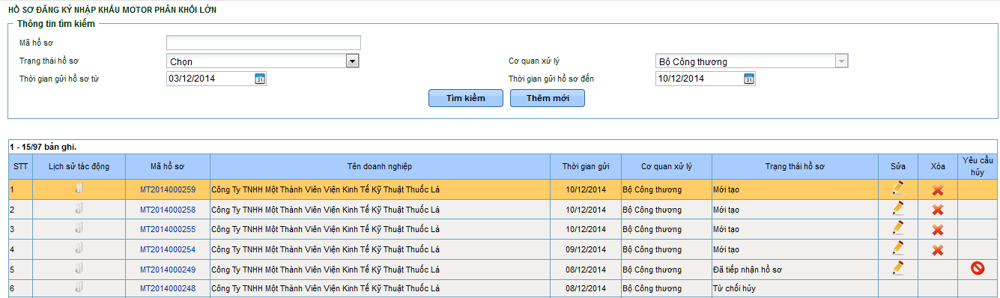 HỒ SƠ ĐĂNG KÝ NHẬP KHẨU MOTOR PHÂN KHỐI LỚN
Thông tin tìm kiếm
Mã hồ sơ
Trạng thái hồ sơ Chọn Cơ quan xử lý Bộ Công thương
Thời gian gửi hồ sơ từ 03/12/2014 31 Thời gian gửi hồ sơ đến 10/12/2014 31
Tìm kiếm Thêm mới
1 - 15/97 bản ghi.
STT Lịch sử tác động Mã hồ sơ Tên doanh nghiệp Thời gian gửi Cơ quan xử lý Trạng thái hồ sơ Sửa Xóa Yêu cầu
hủy
1 MT2014000259 Công Ty TNHH Một Thành Viên Viện Kinh Tế Kỹ Thuật Thuốc Lá 10/12/2014 Bộ Công thương Mới tạo
2 MT2014000258 Công Ty TNHH Một Thành Viên Viện Kinh Tế Kỹ Thuật Thuốc Lá 10/12/2014 Bộ Công thương Mới tạo
3 MT2014000255 Công Ty TNHH Một Thành Viên Viện Kinh Tế Kỹ Thuật Thuốc Lá 10/12/2014 Bộ Công thương Mới tạo
4 MT2014000254 Công Ty TNHH Một Thành Viên Viện Kinh Tế Kỹ Thuật Thuốc Lá 09/12/2014 Bộ Công thương Mới tạo
5 MT2014000249 Công Ty TNHH Một Thành Viên Viện Kinh Tế Kỹ Thuật Thuốc Lá 08/12/2014 Bộ Công thương Đã tiếp nhận hồ sơ
6 MT2014000248 Công Ty TNHH Một Thành Viên Viện Kinh Tế Kỹ Thuật Thuốc Lá 08/12/2014 Bộ Công thương Từ chối hủy